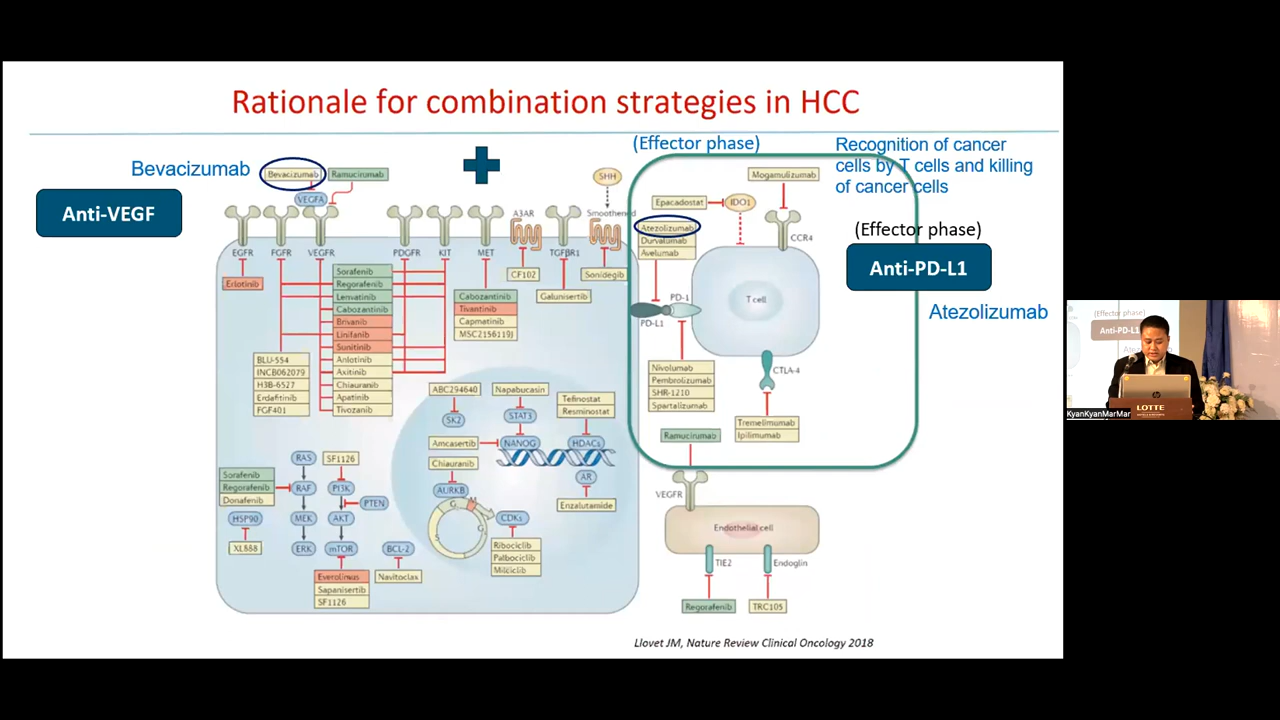 Rationale for combination strategies in HCC
Bevacizumab
Anti-VEGF
(Effector phase)
Recognition of cancer
cells by T cells and killing
of cancer cells
(Effector phase)
Anti-PD-L1
Atezolizumab
Bevacizumab
Ramucirumab
VEGFA
EGFR
FGFR
VEGFR
PDGFR
KIT
MET
A3AR
TGFβR1
SHH
Smoothened
Erlotinib
Sorafenib
Regorafenib
Lenvatinib
Cabozantinib
Brivanib
Linifanib
Sunitinib
Anlotinib
Axitinib
Chiauranib
Apatinib
Tivozanib
Cabozantinib
Tivantinib
Capmatinib
MSC2156119J
CF102
Galunisertib
Sonidegib
BLU-554
INCB062079
H3B-6527
Erdafitinib
FGF401
ABC294640
SK2
Napabucasin
STAT3
Tefinostat
Resminostat
Amcasertib
NANOG
HDACs
Chiauranib
AURKB
AR
Enzalutamide
M
G
S
G
CDKs
Ribociclib
Palbociclib
Milciclib
RAS
SF1126
Sorafenib
Regorafenib
Donafenib
RAF
PI3K
PTEN
HSP90
MEK
AKT
XL888
ERK
mTOR
BCL-2
Everolimus
Sapanisertib
SF1126
Navitoclax
Epacadostat
IDO1
Mogamulizumab
CCR4
Atezolizumab
Durvalumab
Avelumab
PD-1
PD-L1
T cell
CTLA-4
Nivolumab
Pembrolizumab
SHR-1210
Spartalizumab
Tremelimumab
Ipilimumab
Ramucirumab
VEGFR
Endothelial cell
TIE2
Endoglin
Regorafenib
TRC105
Llovet JM, Nature Review Clinical Oncology 2018
(Effector phase)
Anti-PD-L1
LOTTE
KyanKyanMarMar